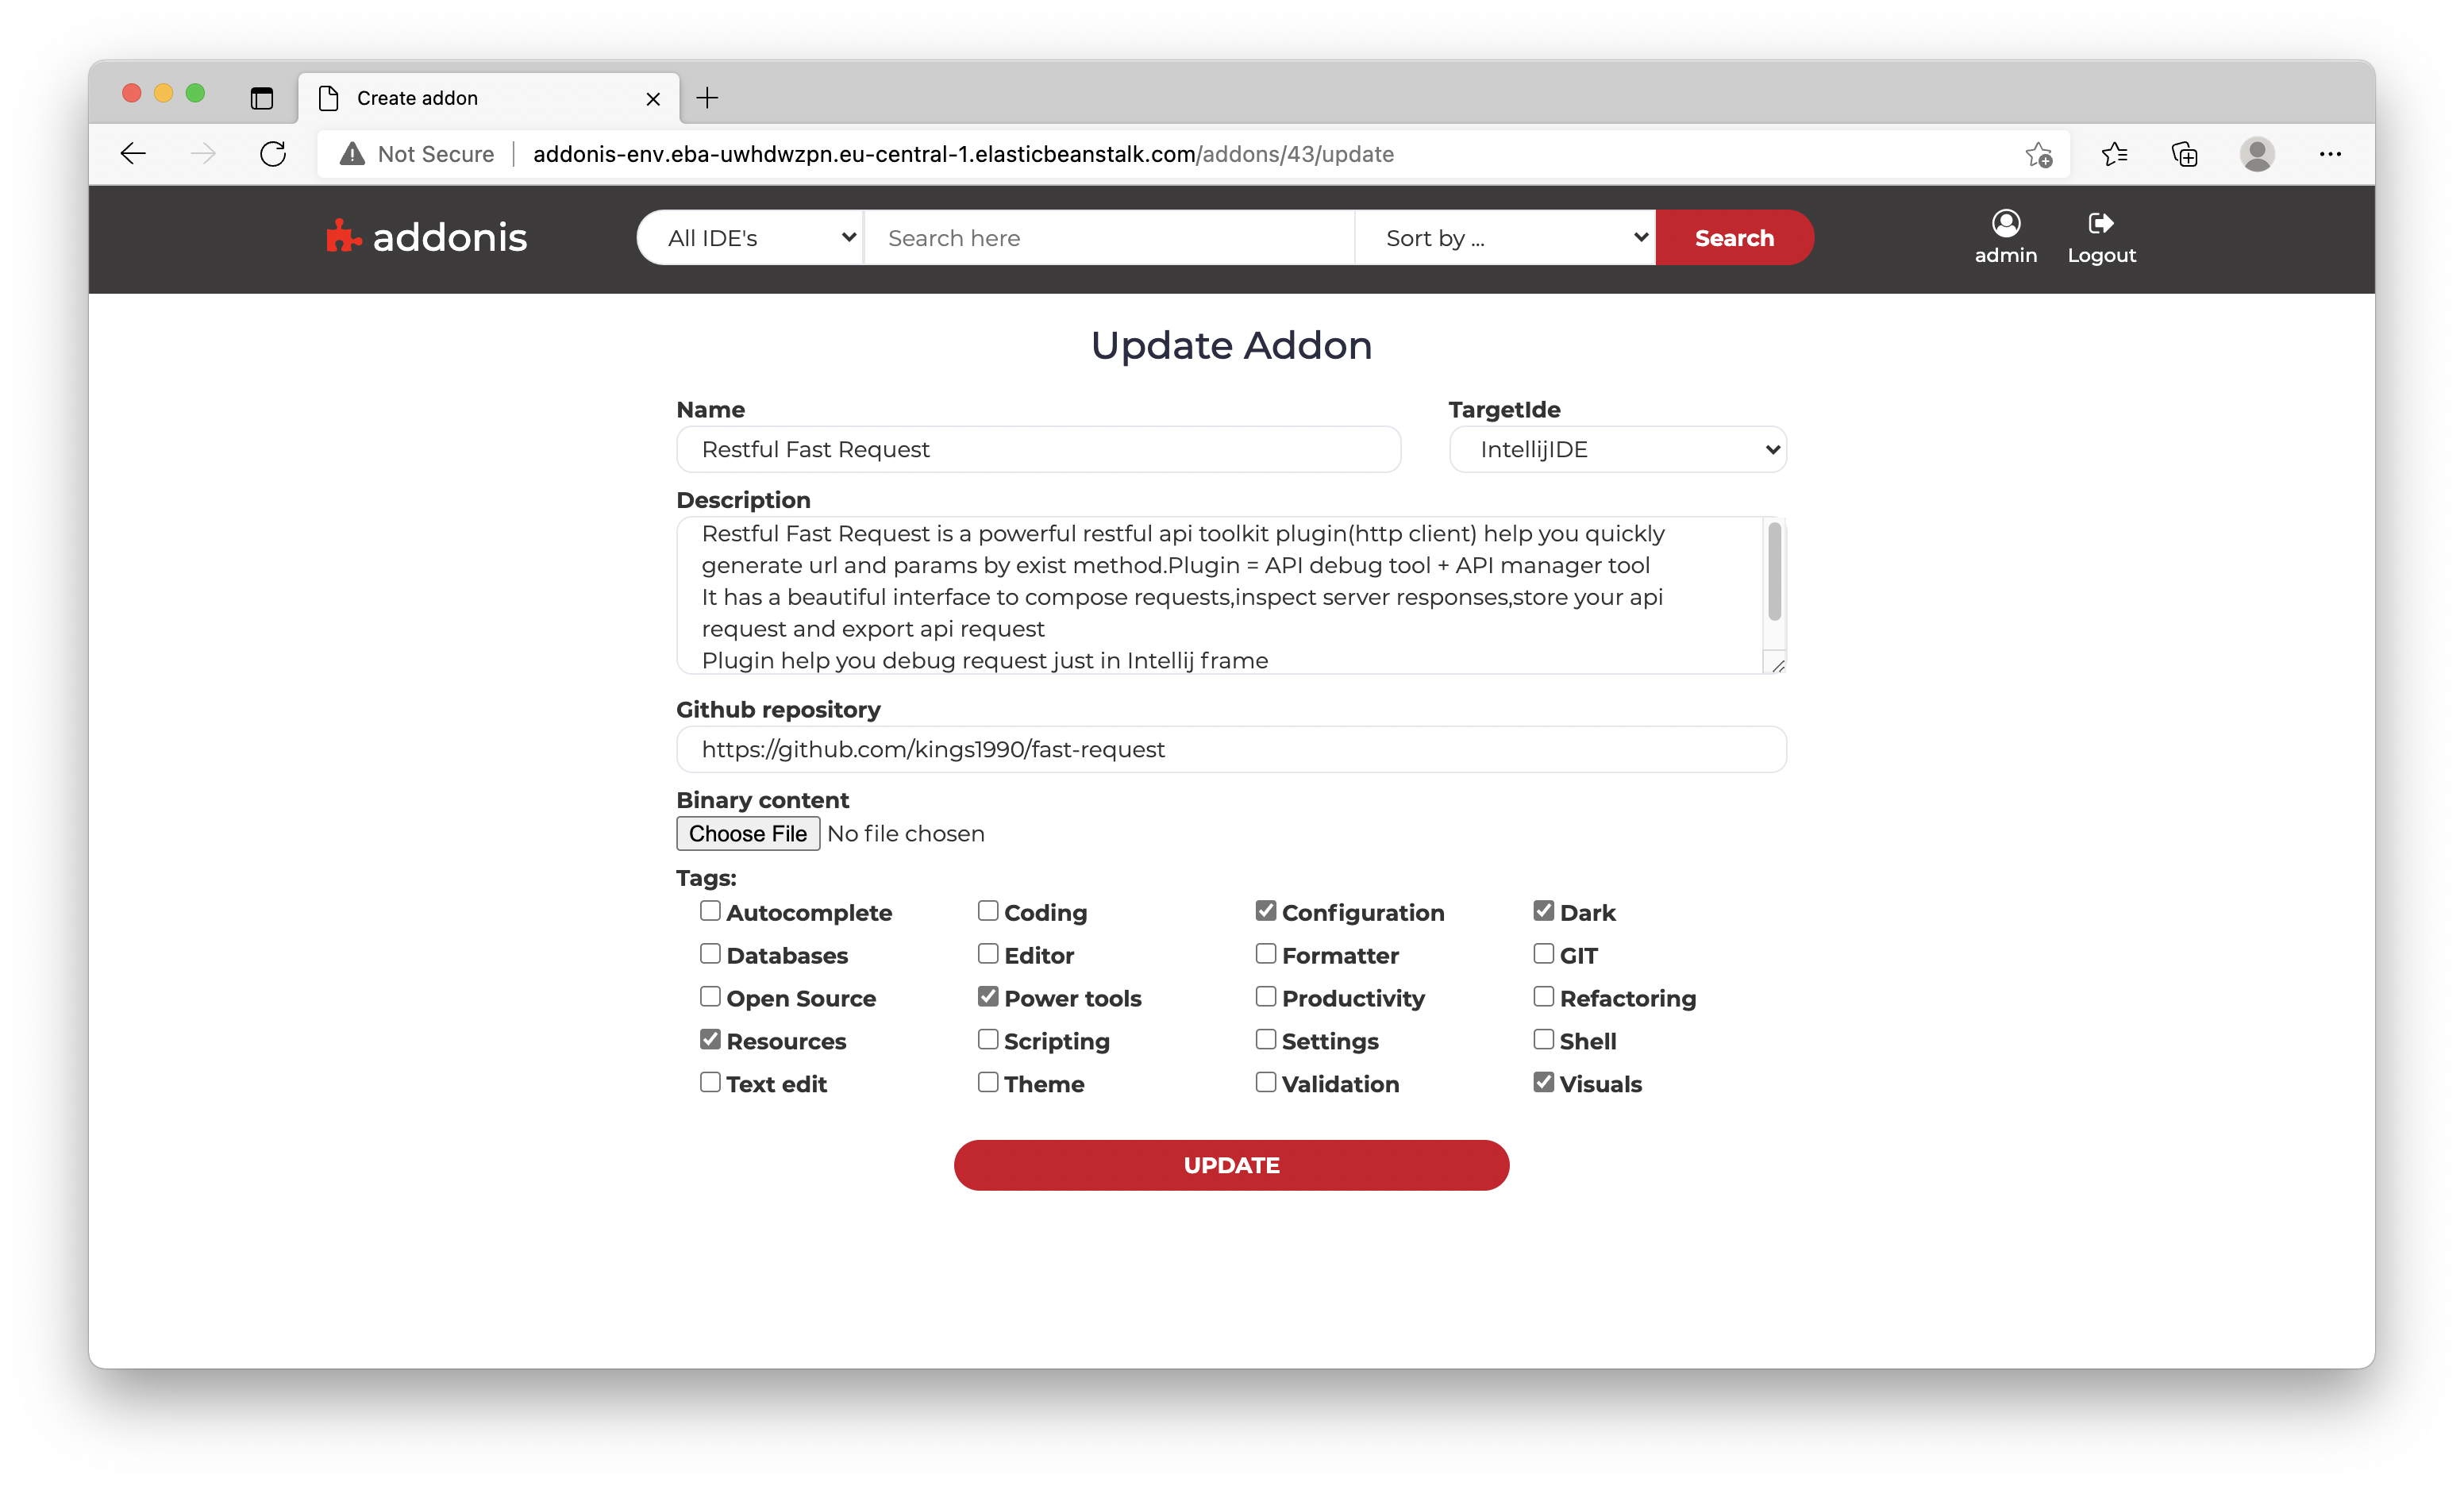 Create addon
Not Secure addonis-env.eba-uwhdwzpn.eu-central-1.elasticbeanstalk.com/addons/43/update
addonis All IDE's Search here Sort by ... Search admin Logout
Update Addon
Name TargetIde
Restful Fast Request IntellijIDE
Description
Restful Fast Request is a powerful restful api toolkit plugin(http client) help you quickly
generate url and params by exist method.Plugin = API debug tool + API manager tool
It has a beautiful interface to compose requests,inspect server responses,store your api
request and export api request
Plugin help you debug request just in Intellij frame
Github repository
https://github.com/kings1990/fast-request
Binary content
Choose File No file chosen
Tags:
Autocomplete Coding Configuration Dark
Databases Editor Formatter GIT
Open Source Power tools Productivity Refactoring
Resources Scripting Settings Shell
Text edit Theme Validation Visuals
UPDATE